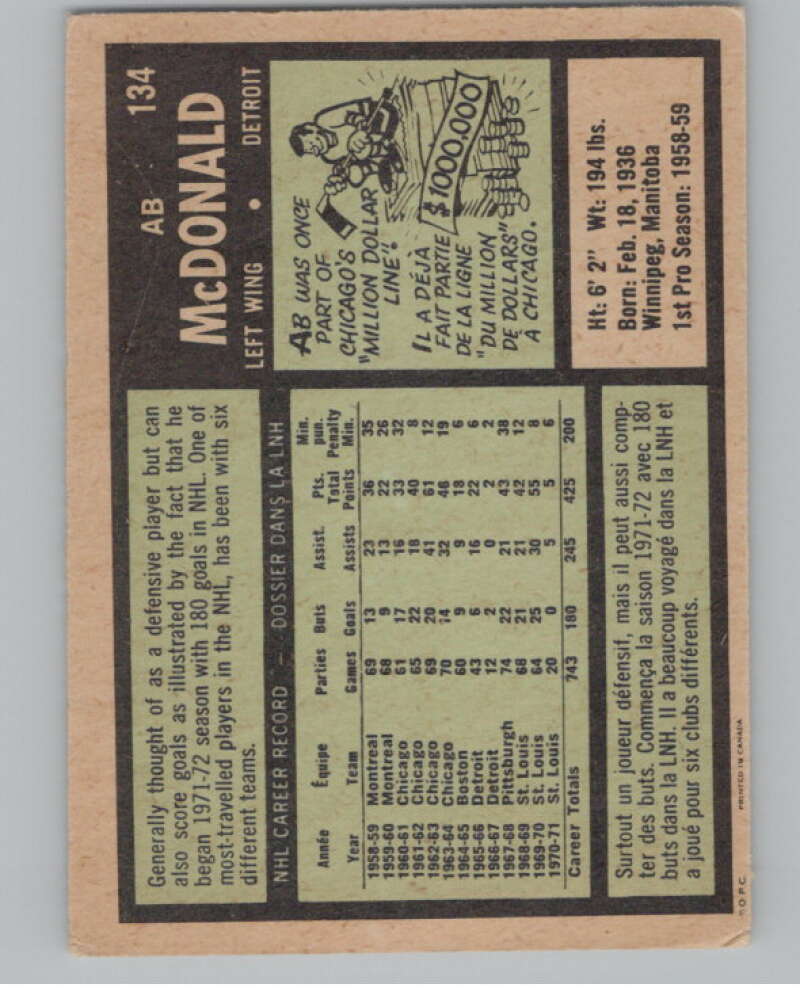 AB 134
McDONALD
LEFT WING • DETROIT
Generally thought of as a defensive player but can
also score goals as illustrated by the fact that he
began 1971-72 season with 180 goals in NHL. One of
most-travelled players in the NHL, has been with six
different teams.
AB WAS ONCE
PART OF
CHICAGO'S
"MILLION DOLLAR
LINE".
IL A DÉJÀ
FAIT PARTIE
DE LA LIGNE
"DU MILLION
DE DOLLARS"
À CHICAGO.
$1000,000
NHL CAREER RECORD — DOSSIER DANS LA LNH
Année Équipe Parties Buts Assist. Pts. Total Min. pun.
Year Team Games Goals Assists Points Penalty Min.
1958-59 Montreal 69 13 23 36 35
1959-60 Montreal 68 9 13 22 26
1960-61 Chicago 61 17 16 33 32
1961-62 Chicago 65 22 18 40 8
1962-63 Chicago 69 20 41 61 12
1963-64 Chicago 70 14 32 46 19
1964-65 Boston 60 9 9 18 6
1965-66 Detroit 43 6 16 22 6
1966-67 Detroit 12 2 0 2 2
1967-68 Pittsburgh 74 22 21 43 38
1968-69 St. Louis 68 21 21 42 12
1969-70 St. Louis 64 25 30 55 8
1970-71 St. Louis 20 0 5 5 6
Career Totals 743 180 245 425 200
Ht: 6' 2" Wt: 194 lbs.
Born: Feb. 18, 1936
Winnipeg, Manitoba
1st Pro Season: 1958-59
Surtout un joueur défensif, mais il peut aussi comp-
ter des buts. Commença la saison 1971-72 avec 180
buts dans la LNH. Il a beaucoup voyagé dans la LNH et
a joué pour six clubs différents.
O.P.C. PRINTED IN CANADA